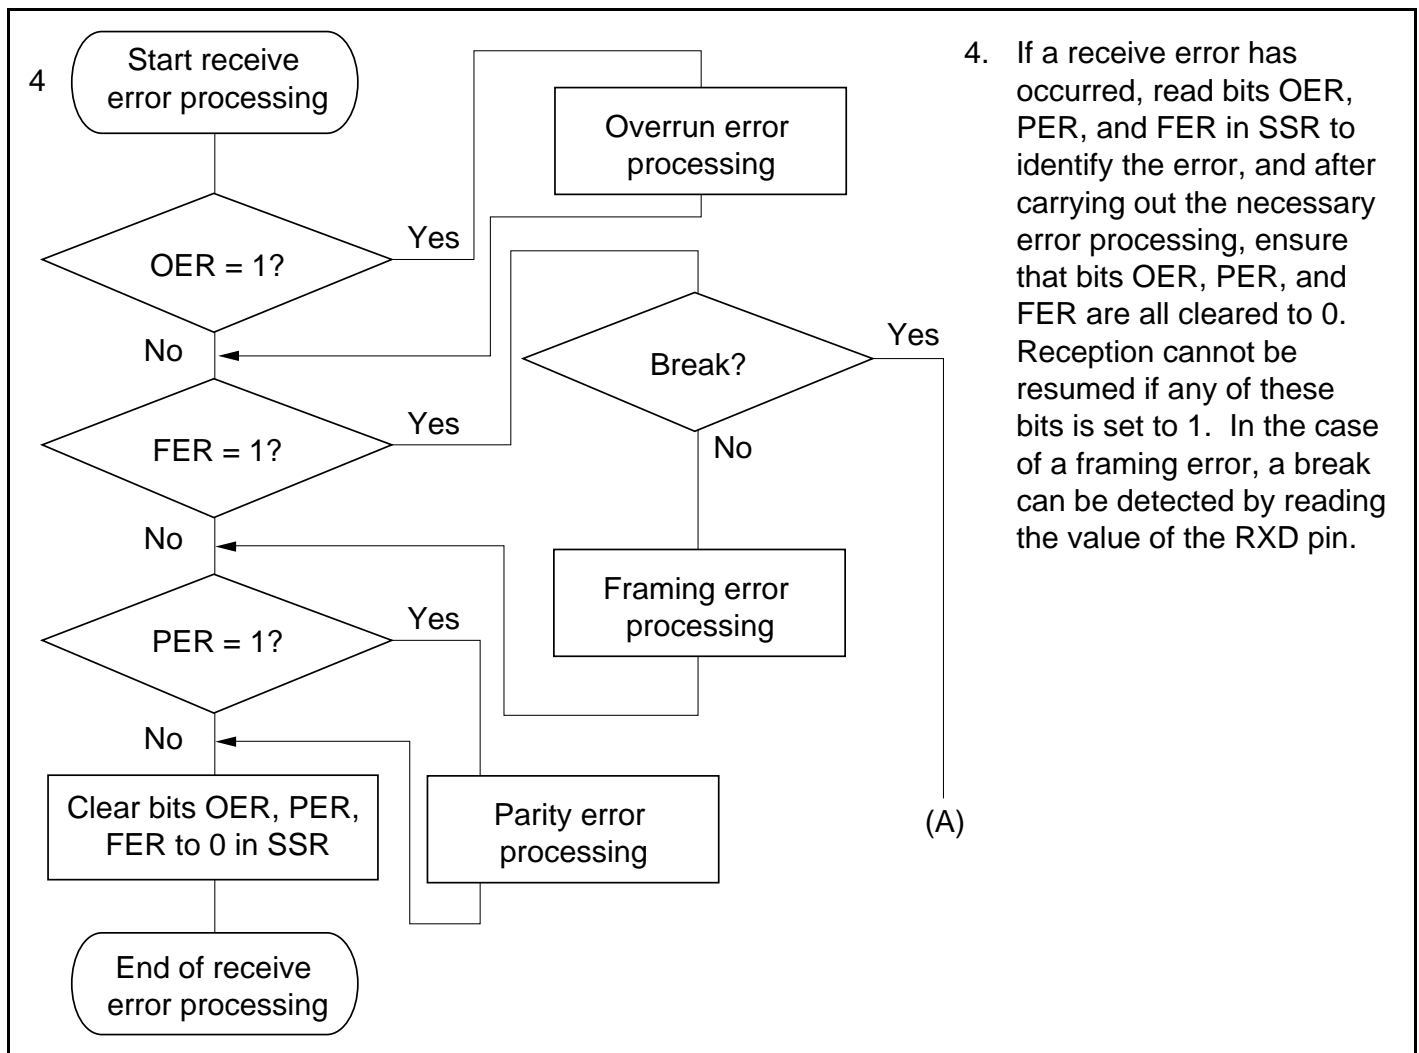 4
Start receive
error processing
Overrun error
processing
Yes
OER = 1?
No
Yes
Break?
Yes
FER = 1?
No
No
Framing error
processing
Yes
PER = 1?
No
Clear bits OER, PER,
FER to 0 in SSR
Parity error
processing
(A)
End of receive
error processing
4. If a receive error has
occurred, read bits OER,
PER, and FER in SSR to
identify the error, and after
carrying out the necessary
error processing, ensure
that bits OER, PER, and
FER are all cleared to 0.
Reception cannot be
resumed if any of these
bits is set to 1. In the case
of a framing error, a break
can be detected by reading
the value of the RXD pin.